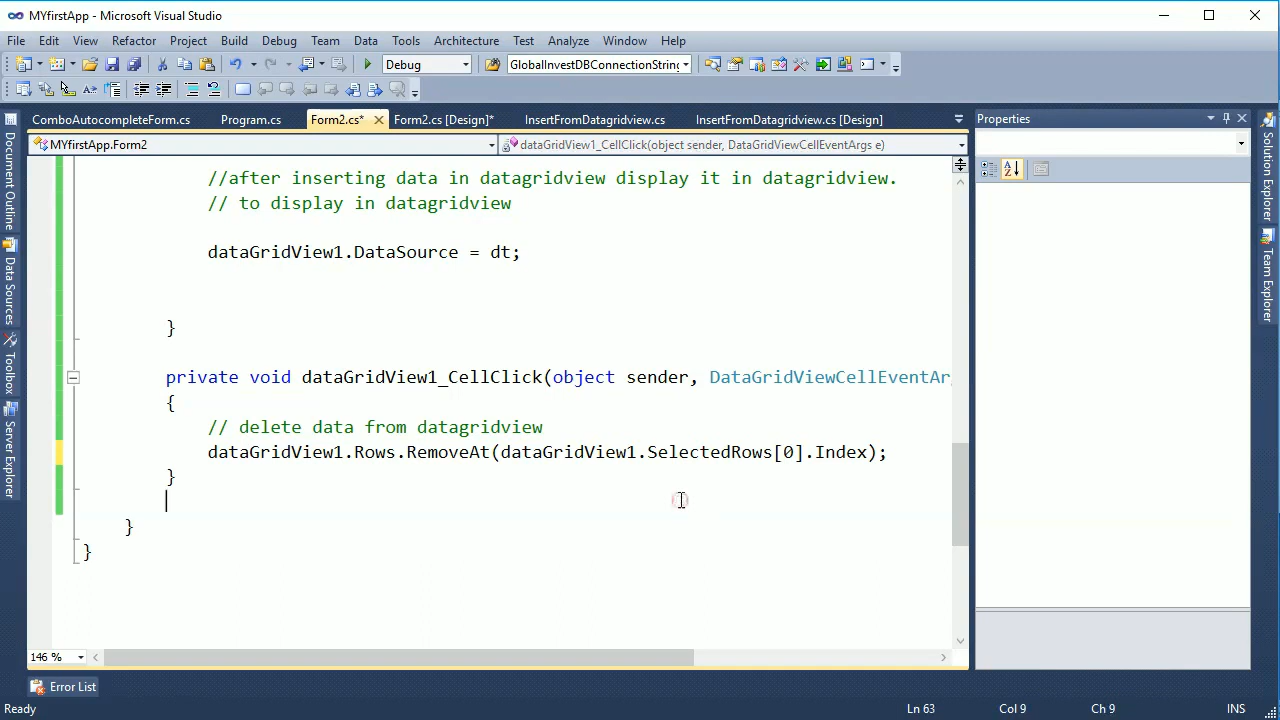 MYfirstApp - Microsoft Visual Studio
File Edit View Refactor Project Build Debug Team Data Tools Architecture Test Analyze Window Help
Debug GlobalInvestDBConnectionString
ComboAutocompleteForm.cs Program.cs Form2.cs* Form2.cs [Design]* InsertFromDatagridview.cs InsertFromDatagridview.cs [Design] Properties
MYfirstApp.Form2 dataGridView1_CellClick(object sender, DataGridViewCellEventArgs e)
Document Outline
Data Sources
Toolbox
Server Explorer
//after inserting data in datagridview display it in datagridview.
// to display in datagridview
dataGridView1.DataSource = dt;
}
private void dataGridView1_CellClick(object sender, DataGridViewCellEventAr
{
// delete data from datagridview
dataGridView1.Rows.RemoveAt(dataGridView1.SelectedRows[0].Index);
}
}
}
Solution Explorer
Team Explorer
146 %
Error List
Ready Ln 63 Col 9 Ch 9 INS